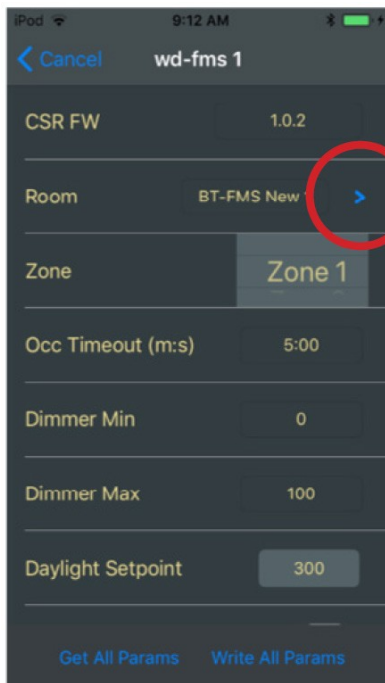 iPod 9:12 AM
Cancel wd-fms 1
CSR FW 1.0.2
Room BT-FMS New
Zone Zone 1
Occ Timeout (m:s) 5:00
Dimmer Min 0
Dimmer Max 100
Daylight Setpoint 300
Get All Params Write All Params